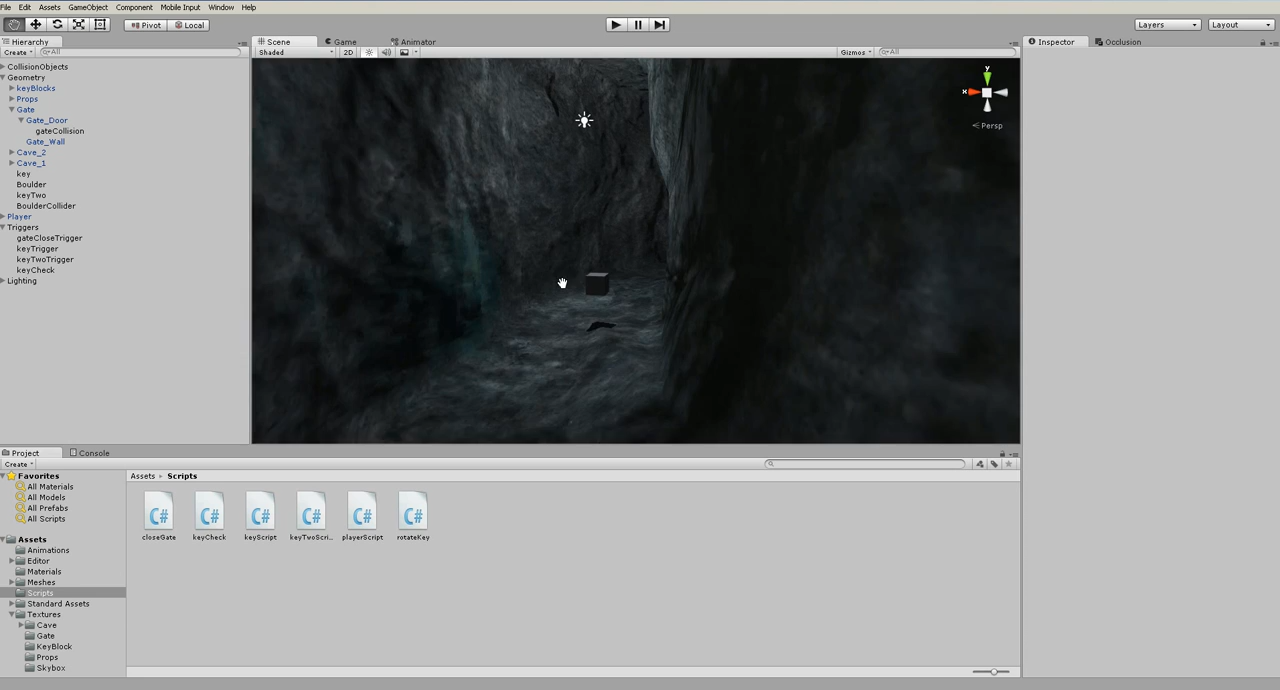 File Edit Assets GameObject Component Mobile Input Window Help
Pivot Local Layers Layout
Hierarchy
Create All
CollisionObjects
Geometry
keyBlocks
Props
Gate
Gate_Door
gateCollision
Gate_Wall
Cave_2
Cave_1
key
Boulder
keyTwo
BoulderCollider
Player
Triggers
gateCloseTrigger
keyTrigger
keyTwoTrigger
keyCheck
Lighting
Scene Game Animator
Shaded 2D Gizmos All
y
x
Persp
Inspector Occlusion
Project Console
Create
Favorites
All Materials
All Models
All Prefabs
All Scripts
Assets
Animations
Editor
Materials
Meshes
Scripts
Standard Assets
Textures
Cave
Gate
KeyBlock
Props
Skybox
Assets Scripts
C# C# C# C# C# C#
closeGate keyCheck keyScript keyTwoScri... playerScript rotateKey